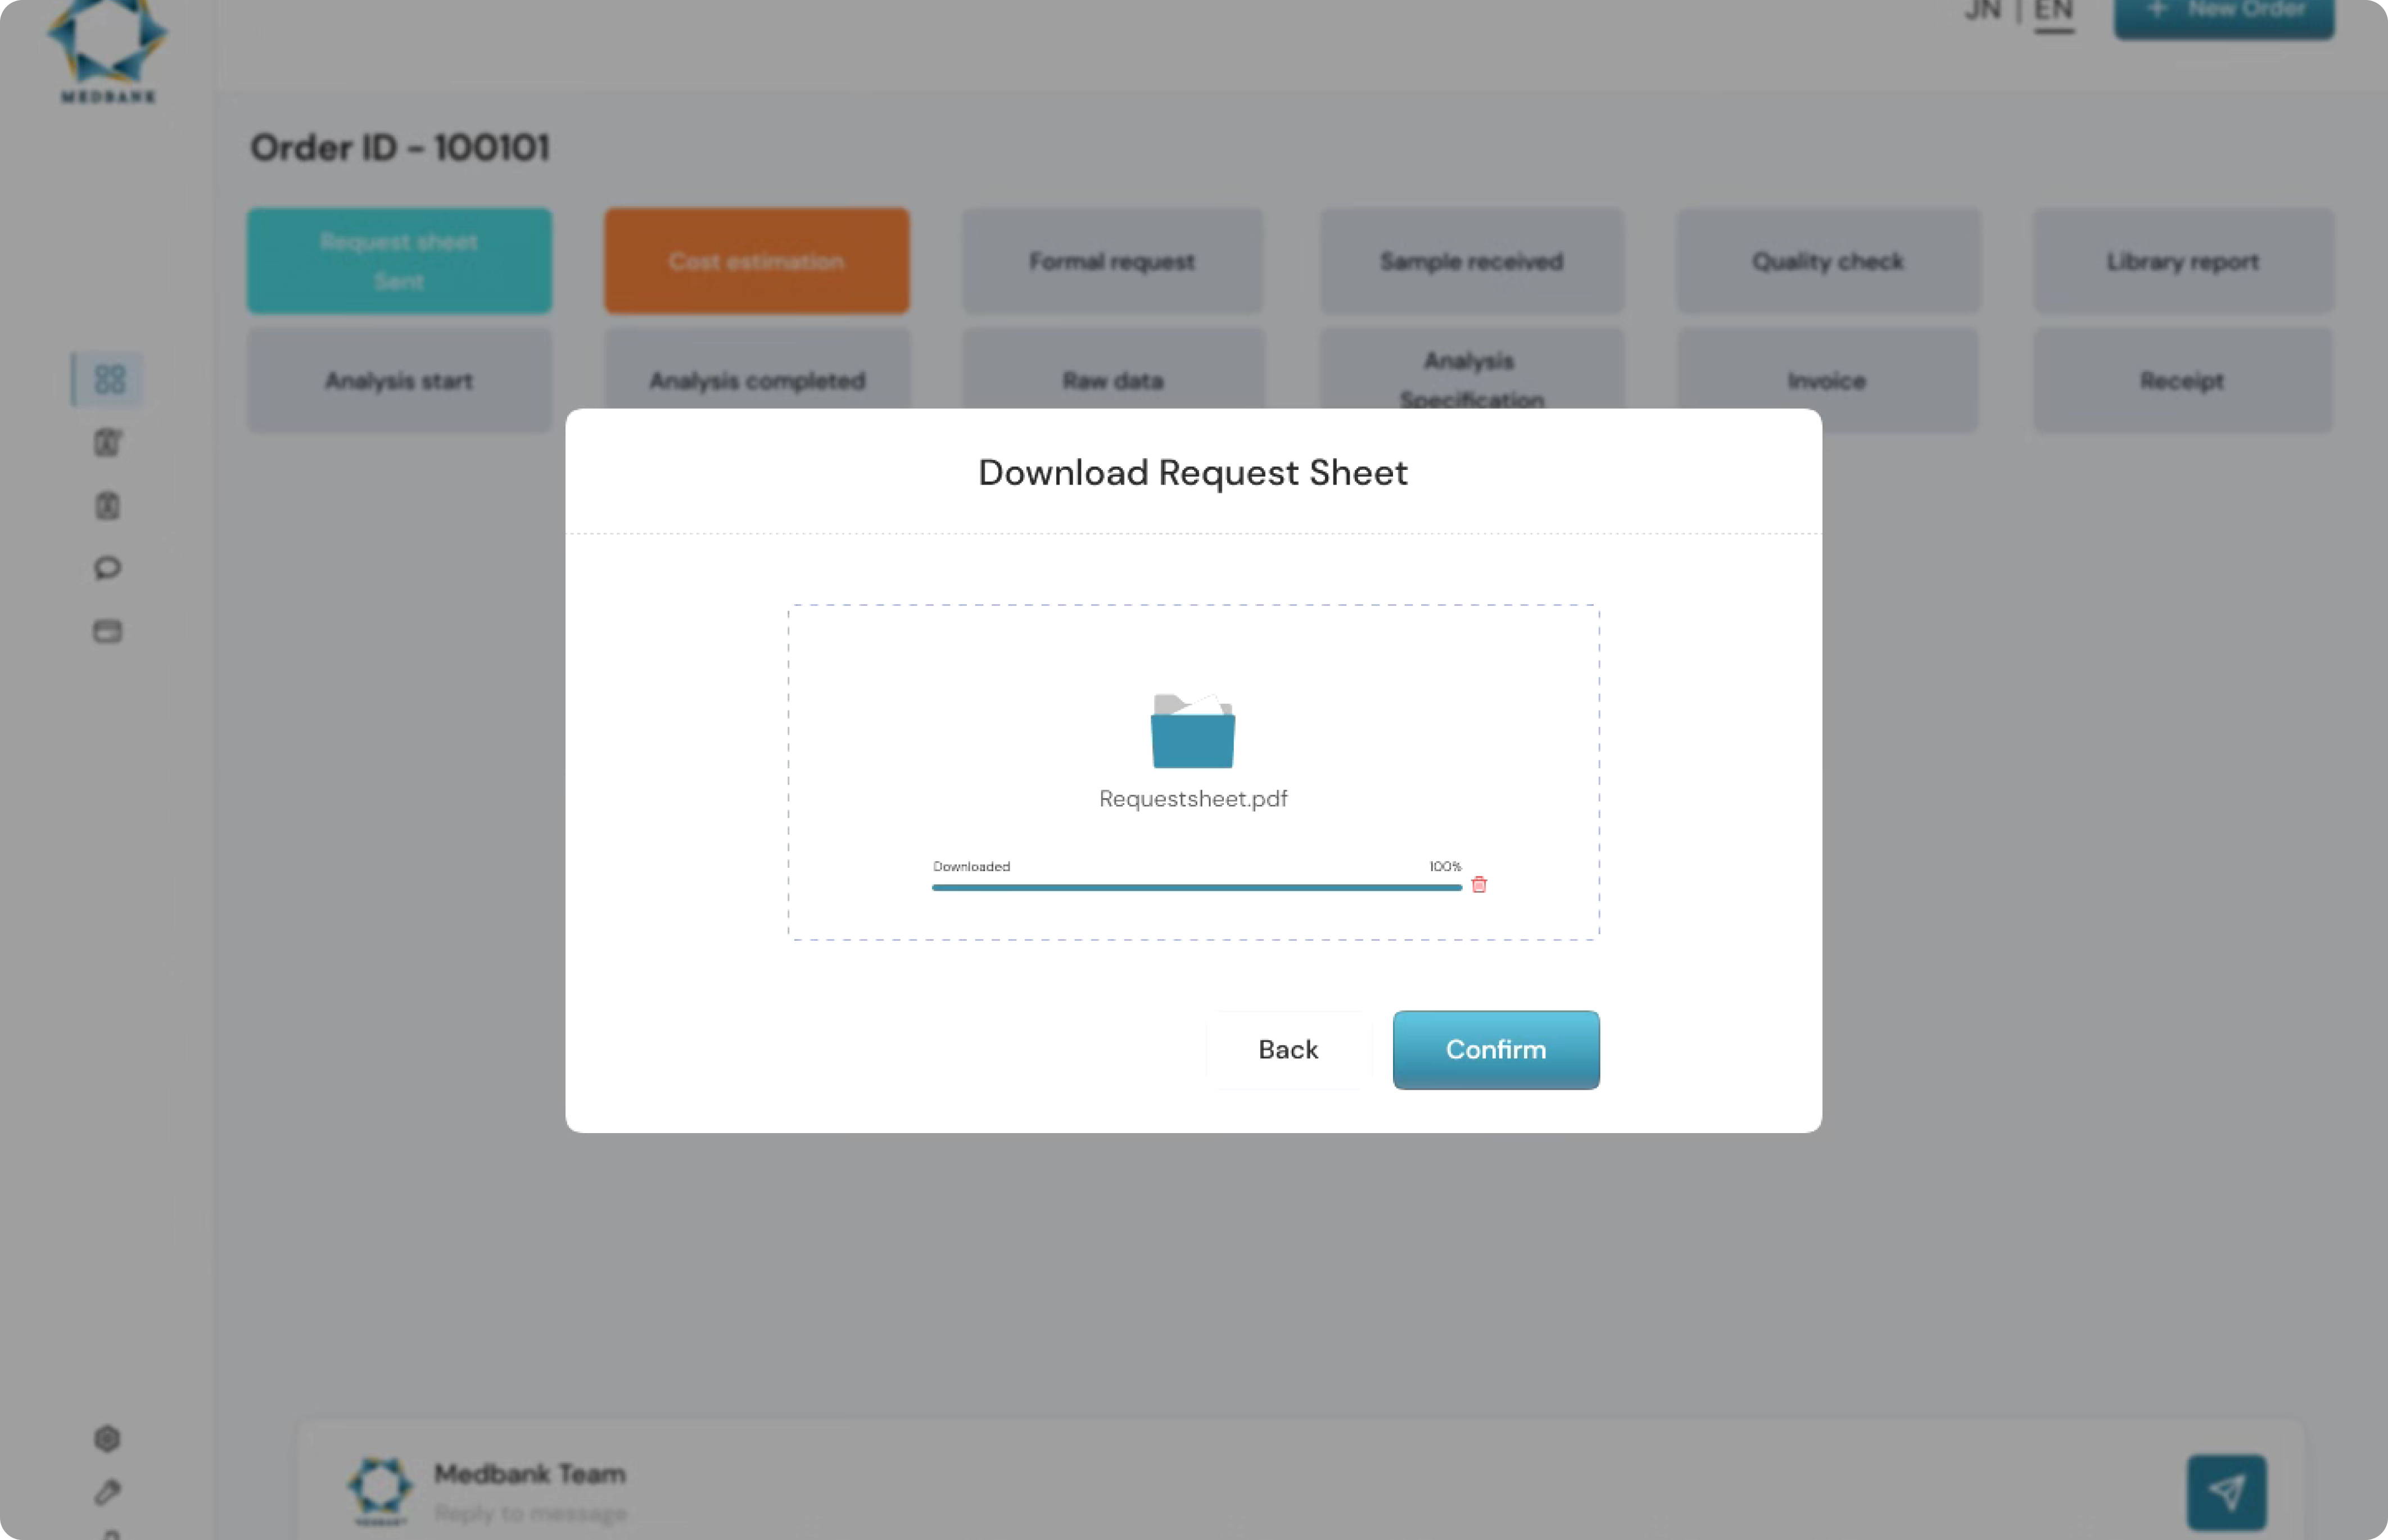 JN | EN
+ New Order
MEDBANK
Order ID - 100101
Request sheet
Sent
Cost estimation
Formal request
Sample received
Quality check
Library report
Analysis start
Analysis completed
Raw data
Analysis
Specification
Invoice
Receipt
Download Request Sheet
Requestsheet.pdf
Downloaded
100%
Back
Confirm
Medbank Team
Reply to message